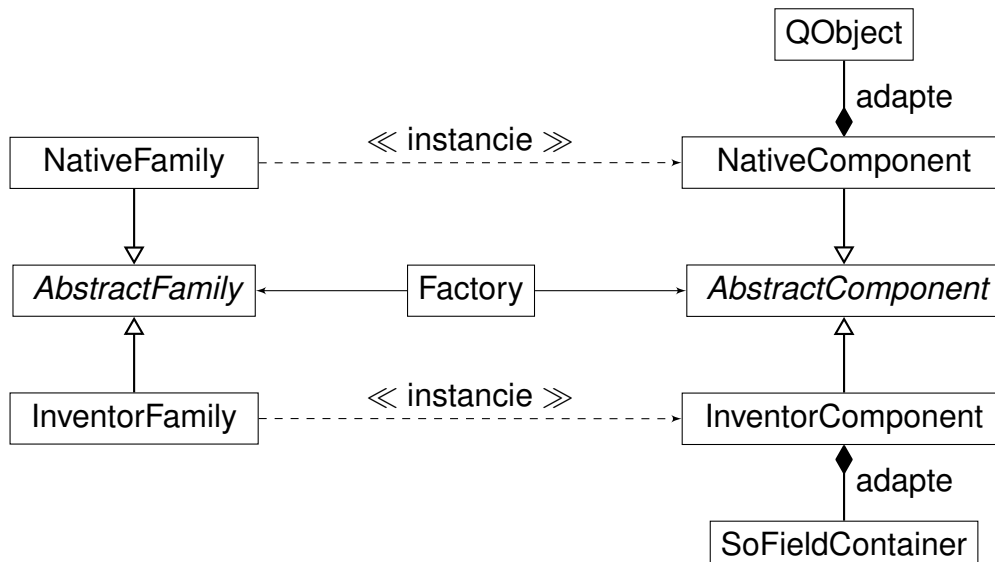 QObject
adapte
≪ instancie ≫
NativeFamily
NativeComponent
AbstractFamily
Factory
AbstractComponent
≪ instancie ≫
InventorFamily
InventorComponent
adapte
SoFieldContainer